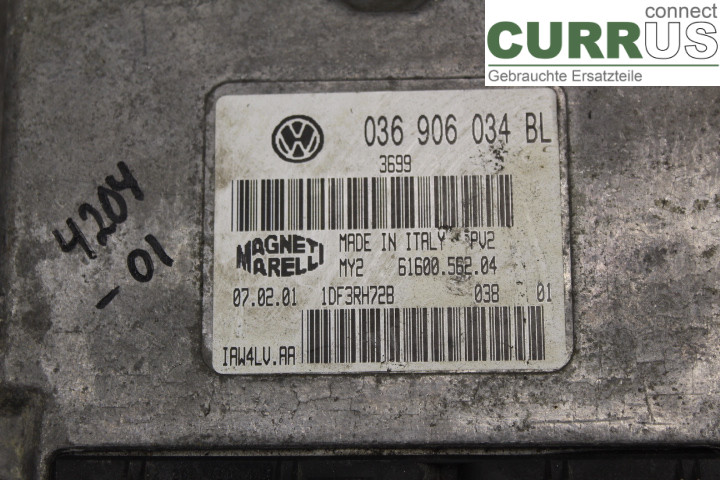 connect
CURRUS
Gebrauchte Ersatzteile
036 906 034 BL
3699
MAGNETI MARELLI
MADE IN ITALY PV2
MY2 61600.562.04
07.02.01 1DF3RH72B 038 01
IAW4LV.AA
4204
-01